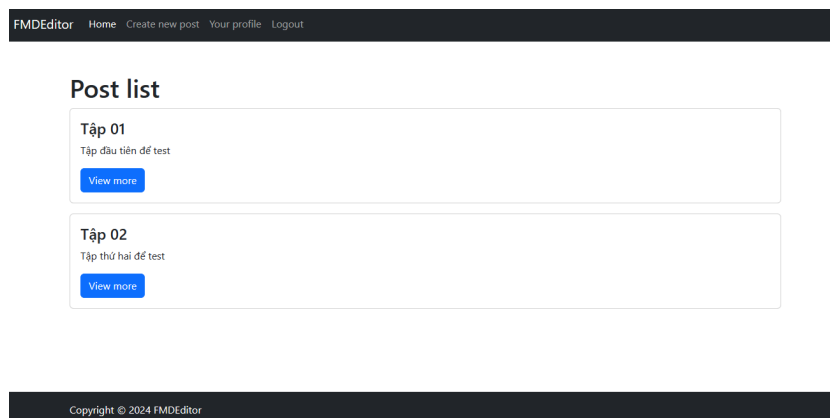 FMDEditor Home Create new post Your profile Logout
Post list
Tập 01
Tập đầu tiên để test
View more
Tập 02
Tập thứ hai để test
View more
Copyright © 2024 FMDEditor